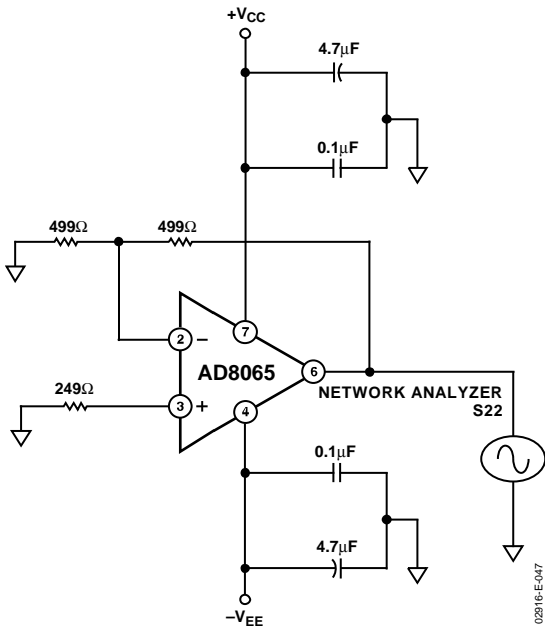 +VCC
4.7µF
0.1µF
499Ω 499Ω
2 − 7
AD8065 6
NETWORK ANALYZER
S22
249Ω
3 + 4
0.1µF
4.7µF
−VEE
02916-E-047